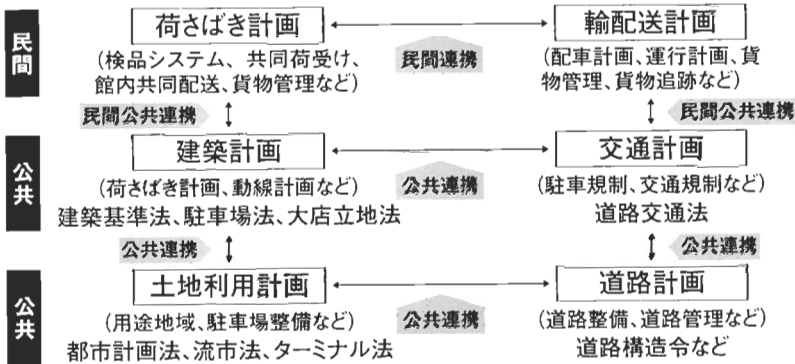 民間
荷さばき計画
輸配送計画
(検品システム、共同荷受け、
館内共同配送、貨物管理など)
民間連携
(配車計画、運行計画、貨
物管理、貨物追跡など)
民間公共連携
民間公共連携
公共
建築計画
交通計画
(荷さばき計画、動線計画など)
建築基準法、駐車場法、大店立地法
公共連携
(駐車規制、交通規制など)
道路交通法
公共連携
公共連携
公共
土地利用計画
道路計画
(用途地域、駐車場整備など)
都市計画法、流市法、ターミナル法
公共連携
(道路整備、道路管理など)
道路構造令など